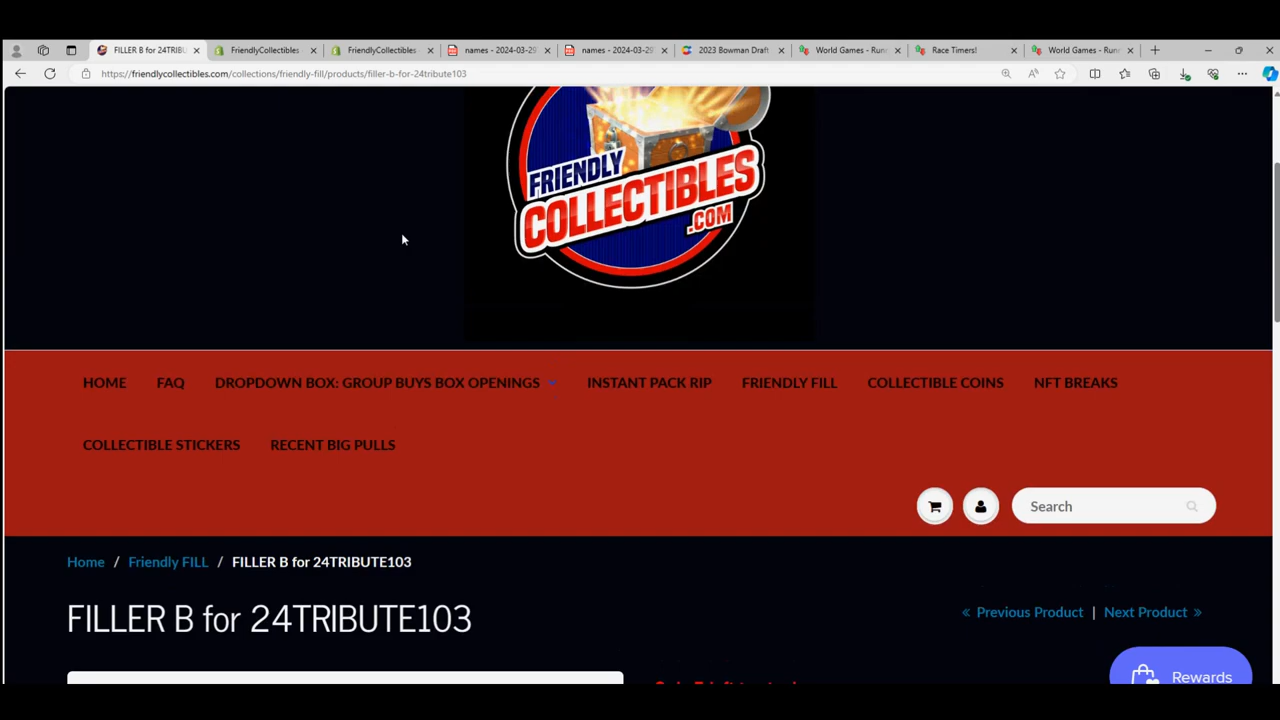 FILLER B for 24TRIBU
FriendlyCollectibles
FriendlyCollectibles
names - 2024-03-29
names - 2024-03-29
2023 Bowman Draft
World Games - Runn
Race Timers!
World Games - Runn
https://friendlycollectibles.com/collections/friendly-fill/products/filler-b-for-24tribute103
FRIENDLY
COLLECTIBLES
.COM
HOME FAQ DROPDOWN BOX: GROUP BUYS BOX OPENINGS INSTANT PACK RIP FRIENDLY FILL COLLECTIBLE COINS NFT BREAKS
COLLECTIBLE STICKERS RECENT BIG PULLS
Search
Home / Friendly FILL / FILLER B for 24TRIBUTE103
FILLER B for 24TRIBUTE103
« Previous Product | Next Product »
Rewards